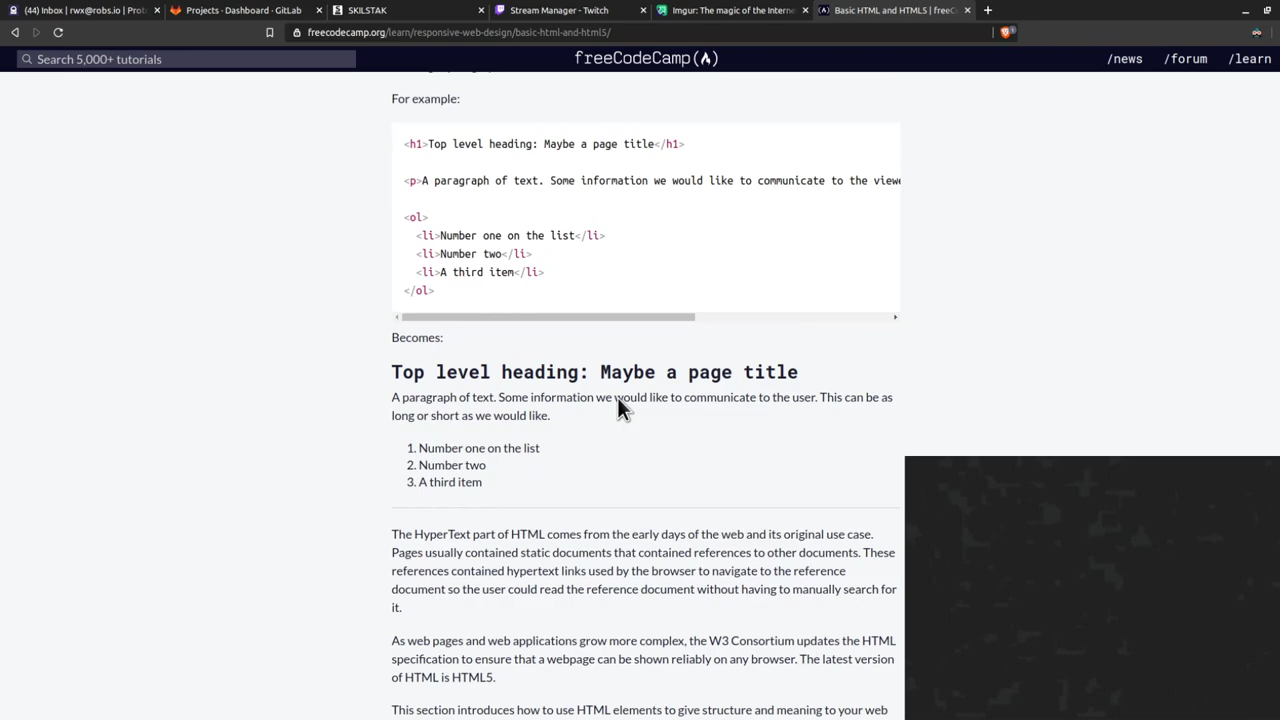 (44) Inbox | rwx@robs.io | Pro
Projects · Dashboard · GitLab
SKILSTAK
Stream Manager - Twitch
Imgur: The magic of the Intern
Basic HTML and HTML5 | free
freecodecamp.org/learn/responsive-web-design/basic-html-and-html5/
Search 5,000+ tutorials
freeCodeCamp
/news
/forum
/learn
For example:
<h1>Top level heading: Maybe a page title</h1>
<p>A paragraph of text. Some information we would like to communicate to the viewe
<ol>
<li>Number one on the list</li>
<li>Number two</li>
<li>A third item</li>
</ol>
Becomes:
Top level heading: Maybe a page title
A paragraph of text. Some information we would like to communicate to the user. This can be as
long or short as we would like.
1. Number one on the list
2. Number two
3. A third item
The HyperText part of HTML comes from the early days of the web and its original use case.
Pages usually contained static documents that contained references to other documents. These
references contained hypertext links used by the browser to navigate to the reference
document so the user could read the reference document without having to manually search for
it.
As web pages and web applications grow more complex, the W3 Consortium updates the HTML
specification to ensure that a webpage can be shown reliably on any browser. The latest version
of HTML is HTML5.
This section introduces how to use HTML elements to give structure and meaning to your web